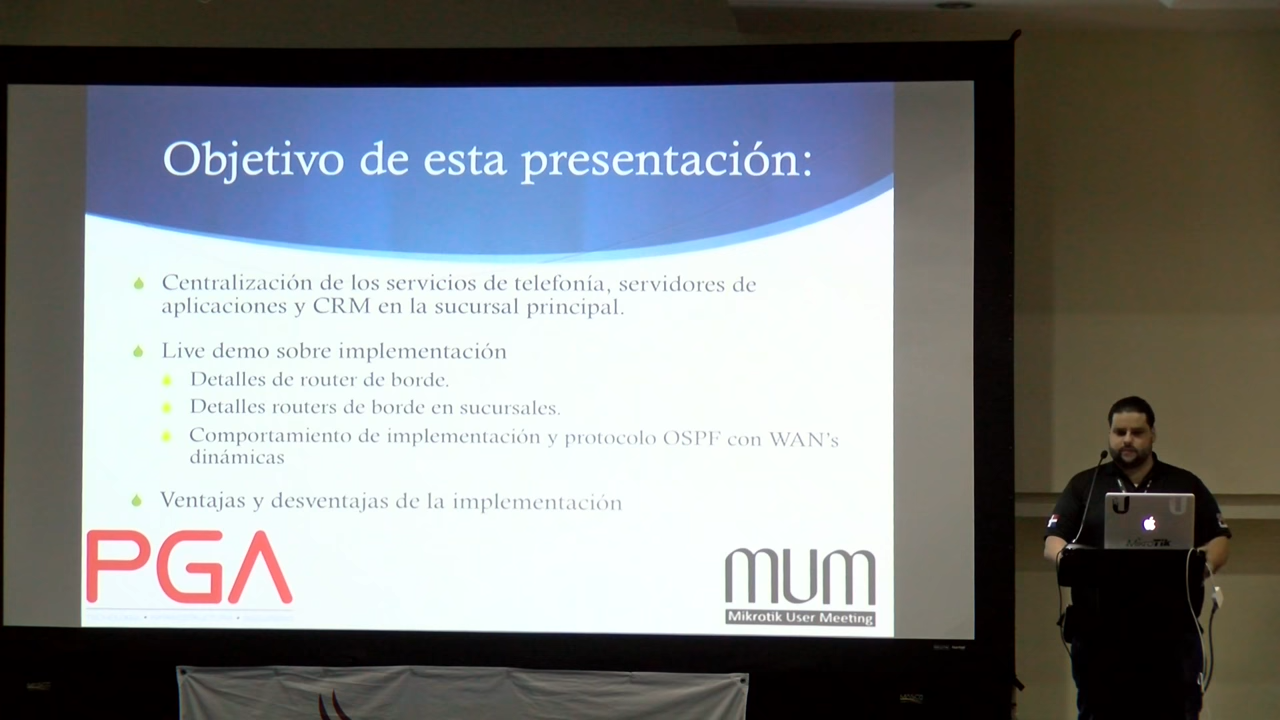 Objetivo de esta presentación:
Centralización de los servicios de telefonía, servidores de
aplicaciones y CRM en la sucursal principal.
Live demo sobre implementación
Detalles de router de borde.
Detalles routers de borde en sucursales.
Comportamiento de implementación y protocolo OSPF con WAN's
dinámicas
Ventajas y desventajas de la implementación
PGA
mum
Mikrotik User Meeting
MikroTik